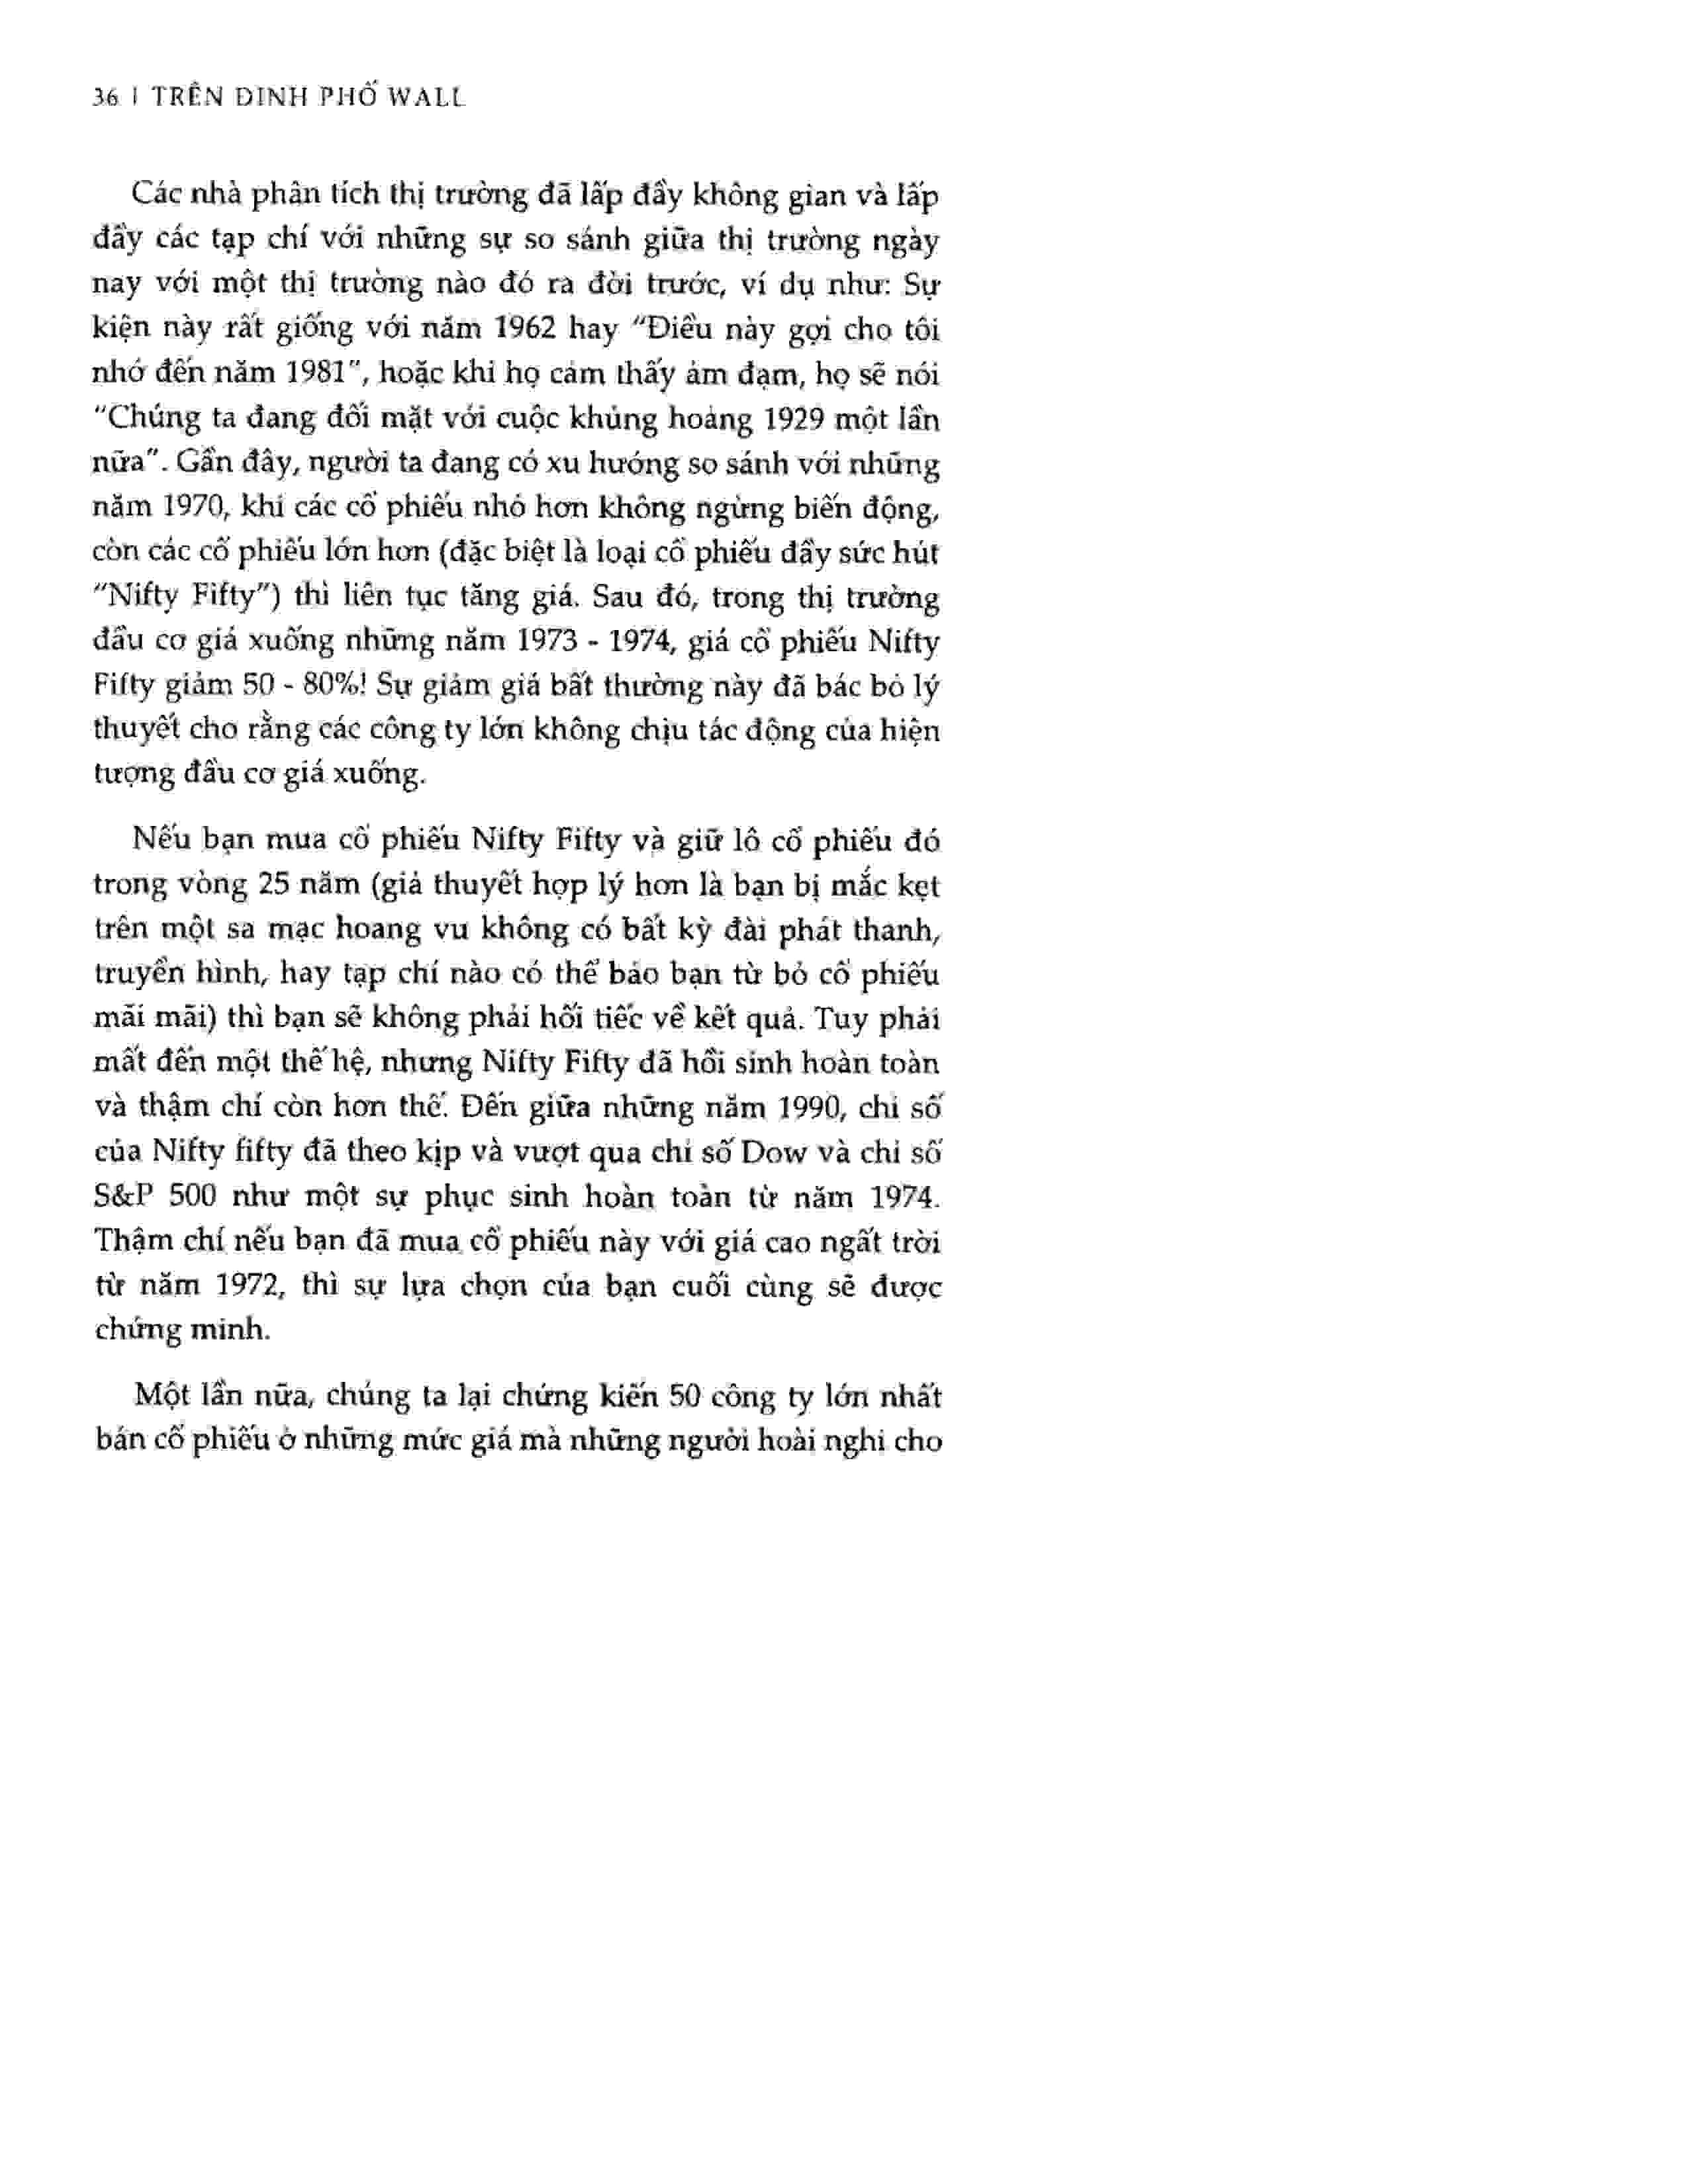 36 | TRÊN ĐỈNH PHỐ WALL
Các nhà phân tích thị trường đã lấp đầy không gian và lấp
đầy các tạp chí với những sự so sánh giữa thị trường ngày
nay với một thị trường nào đó ra đời trước, ví dụ như: Sự
kiện này rất giống với năm 1962 hay "Điều này gợi cho tôi
nhớ đến năm 1981", hoặc khi họ cảm thấy ảm đạm, họ sẽ nói
"Chúng ta đang đối mặt với cuộc khủng hoảng 1929 một lần
nữa". Gần đây, người ta đang có xu hướng so sánh với những
năm 1970, khi các cổ phiếu nhỏ hơn không ngừng biến động,
còn các cổ phiếu lớn hơn (đặc biệt là loại cổ phiếu đầy sức hút
"Nifty Fifty") thì liên tục tăng giá. Sau đó, trong thị trường
đầu cơ giá xuống những năm 1973 - 1974, giá cổ phiếu Nifty
Fifty giảm 50 - 80%! Sự giảm giá bất thường này đã bác bỏ lý
thuyết cho rằng các công ty lớn không chịu tác động của hiện
tượng đầu cơ giá xuống.
Nếu bạn mua cổ phiếu Nifty Fifty và giữ lô cổ phiếu đó
trong vòng 25 năm (giả thuyết hợp lý hơn là bạn bị mắc kẹt
trên một sa mạc hoang vu không có bất kỳ đài phát thanh,
truyền hình, hay tạp chí nào có thể bảo bạn từ bỏ cổ phiếu
mãi mãi) thì bạn sẽ không phải hối tiếc về kết quả. Tuy phải
mất đến một thế hệ, nhưng Nifty Fifty đã hồi sinh hoàn toàn
và thậm chí còn hơn thế. Đến giữa những năm 1990, chỉ số
của Nifty fifty đã theo kịp và vượt qua chỉ số Dow và chỉ số
S&P 500 như một sự phục sinh hoàn toàn từ năm 1974.
Thậm chí nếu bạn đã mua cổ phiếu này với giá cao ngất trời
từ năm 1972, thì sự lựa chọn của bạn cuối cùng sẽ được
chứng minh.
Một lần nữa, chúng ta lại chứng kiến 50 công ty lớn nhất
bán cổ phiếu ở những mức giá mà những người hoài nghi cho